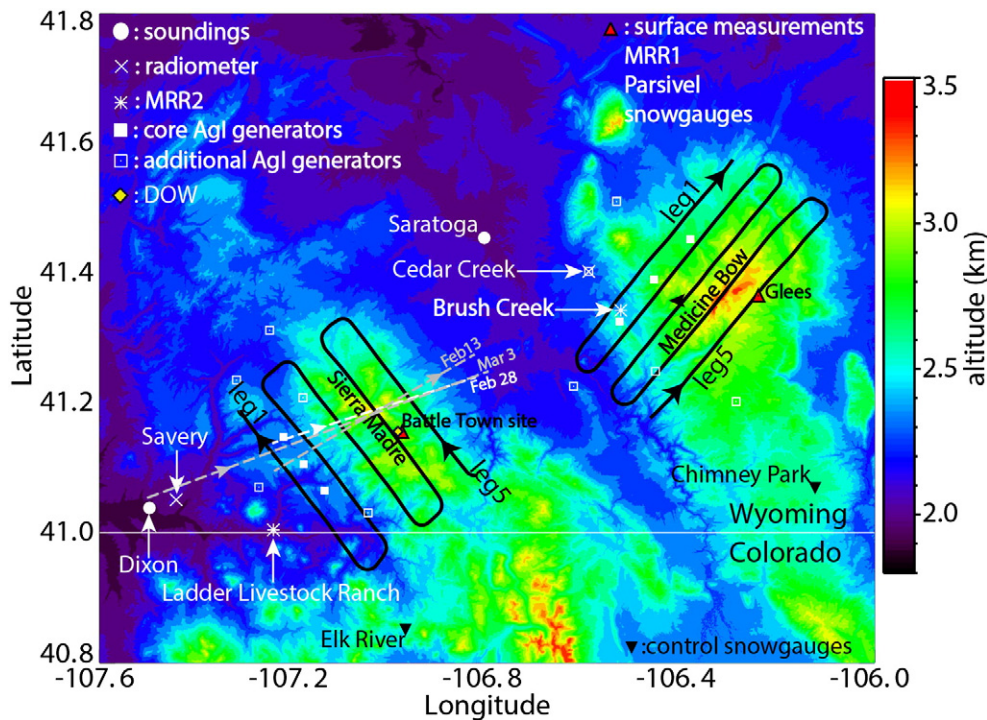 41.8
41.6
41.4
41.2
41.0
40.8
Latitude
: soundings
: radiometer
: MRR2
: core AgI generators
: additional AgI generators
: DOW
: surface measurements
MRR1
Parsivel
snowgauges
3.5
3.0
2.5
2.0
altitude (km)
leg1
Saratoga
Cedar Creek
Medicine Bow
Glees
Brush Creek
leg5
Feb13
Mar 3
Feb 28
leg1
Sierra Madre
Battle Town site
Savery
leg5
Chimney Park
Wyoming
Colorado
Dixon
Ladder Livestock Ranch
Elk River
:control snowgauges
-107.6
-107.2
-106.8
-106.4
-106.0
Longitude